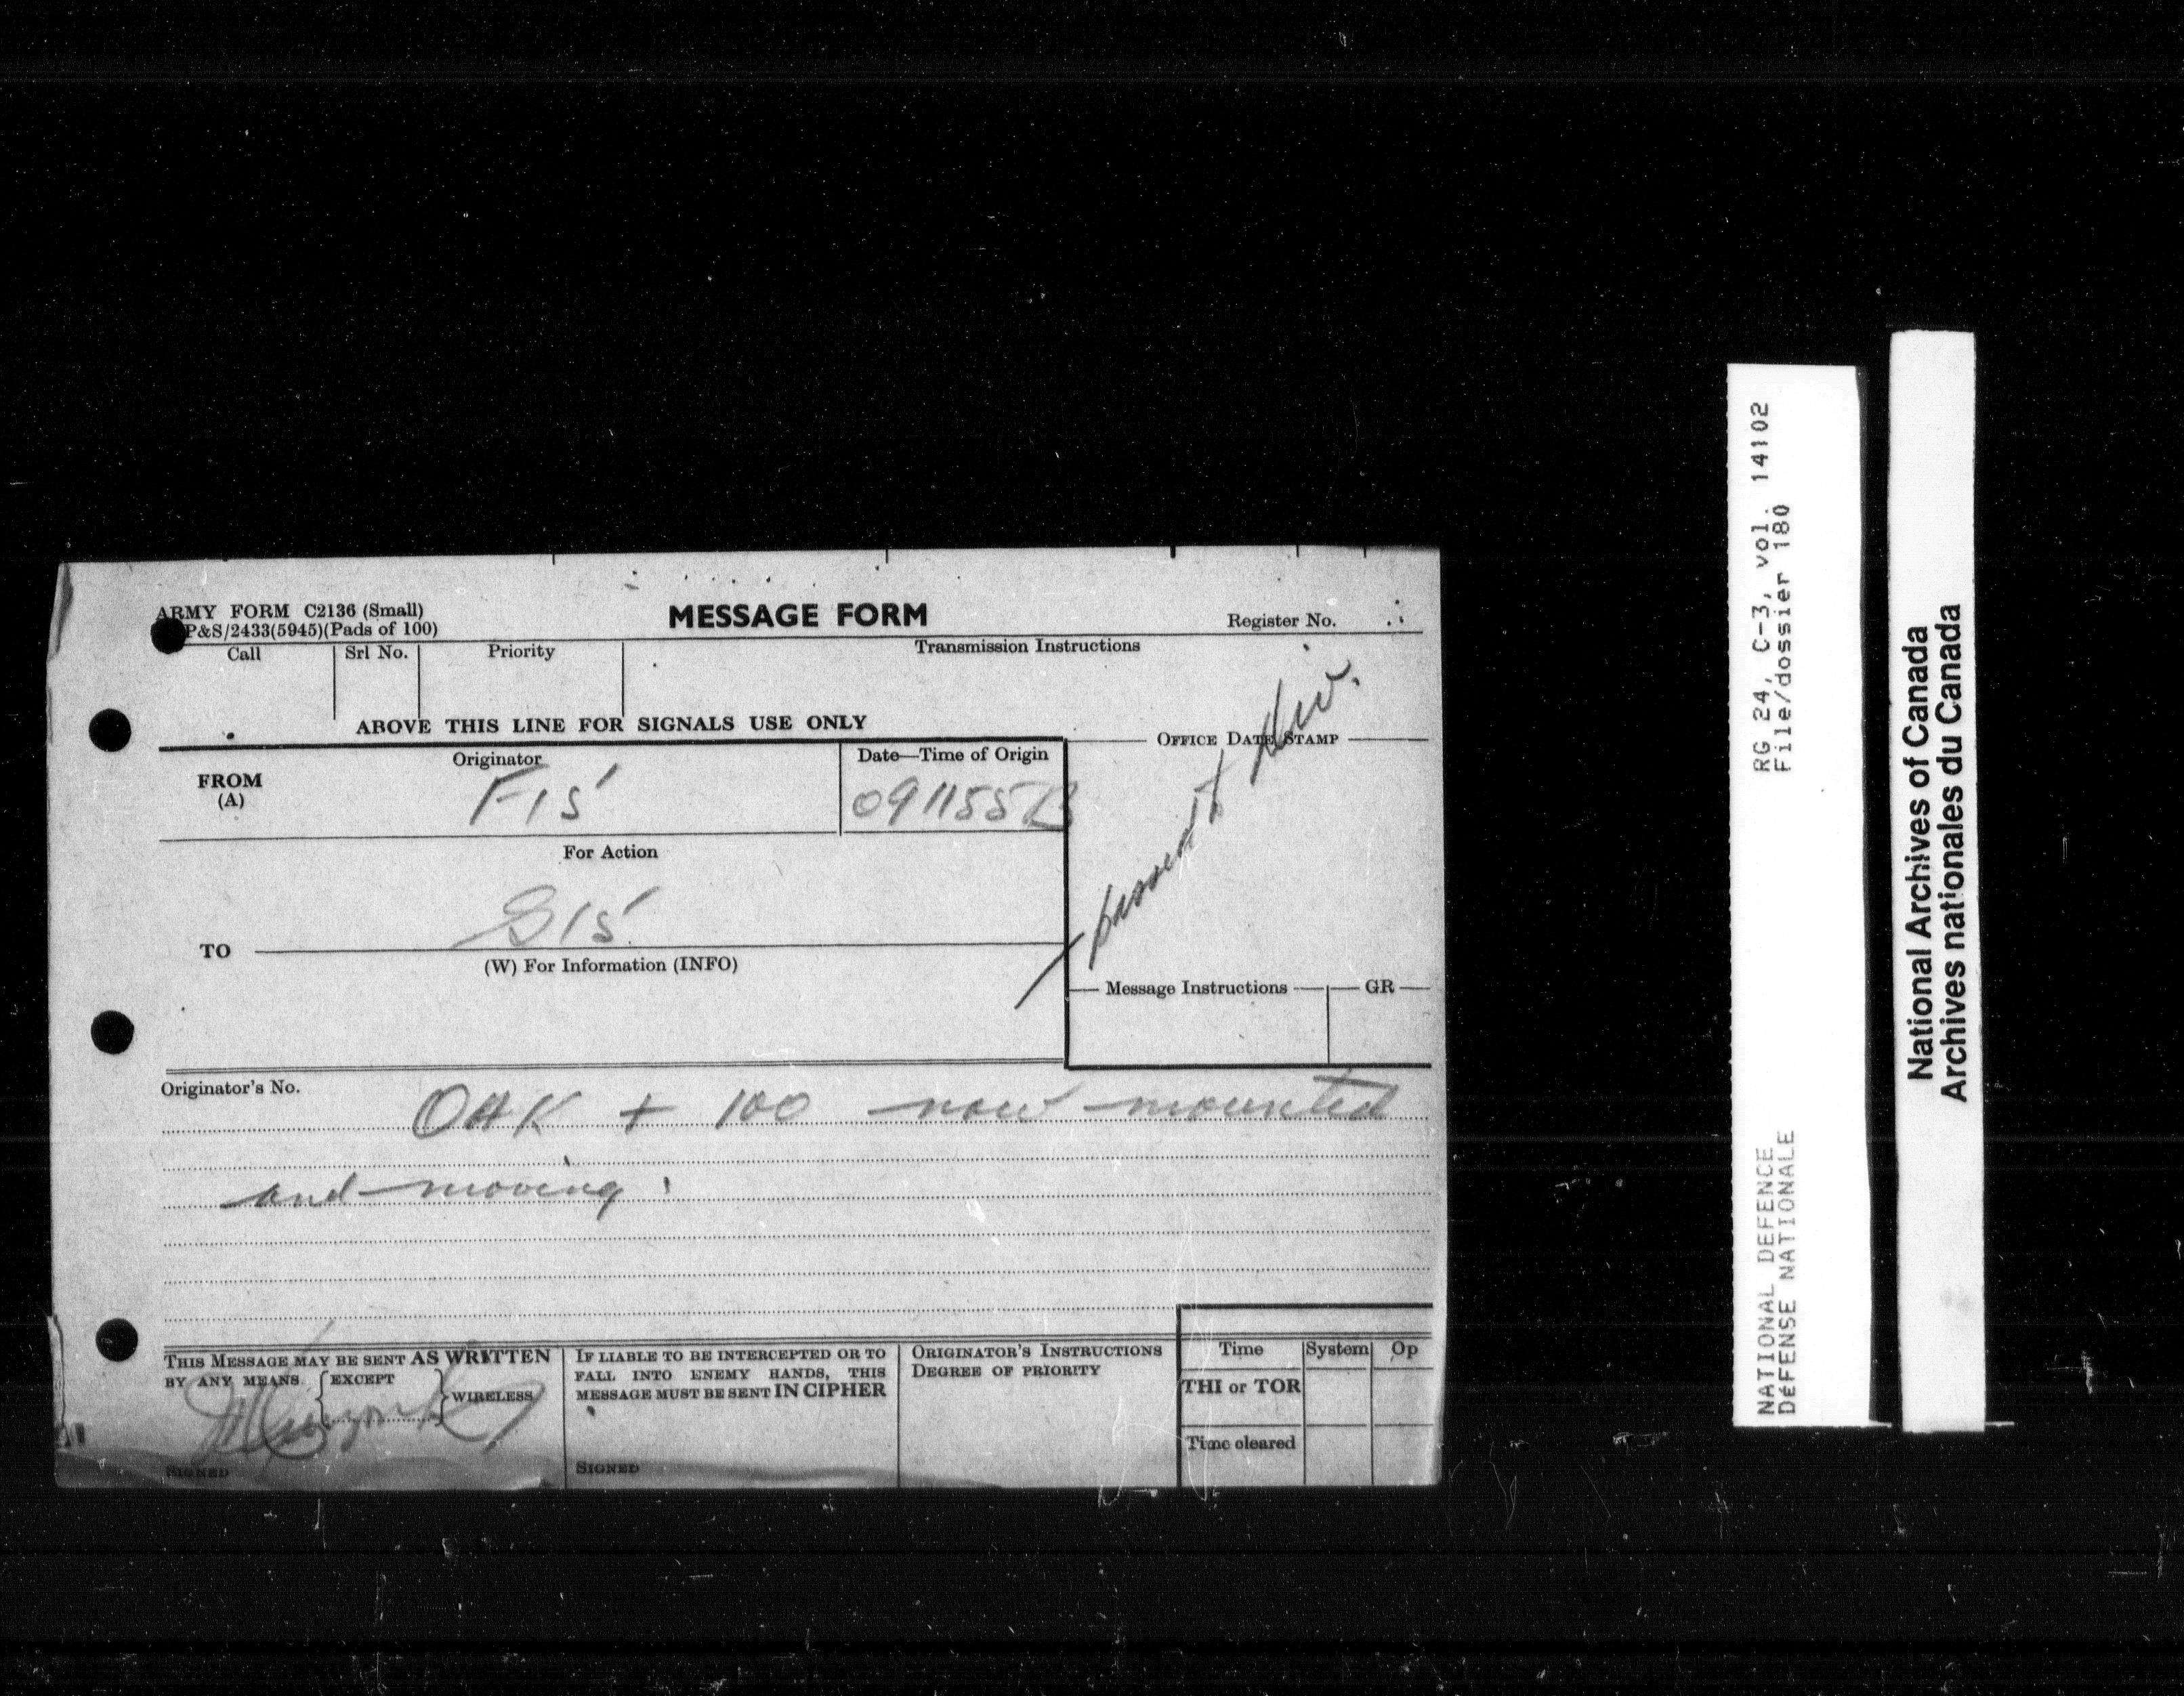 ARMY FORM C2136 (Small)
P&S/2433(5945)(Pads of 100)
MESSAGE FORM
Register No.
Call
Srl No.
Priority
Transmission Instructions
ABOVE THIS LINE FOR SIGNALS USE ONLY
FROM
(A)
Originator
F15
Date—Time of Origin
091155B
OFFICE DATE STAMP
passed to Div.
For Action
G15
TO
(W) For Information (INFO)
Message Instructions
GR
Originator's No.
OAK + 100 now mounted
and moving.
THIS MESSAGE MAY BE SENT AS WRITTEN
BY ANY MEANS
EXCEPT
WIRELESS
SIGNED
IF LIABLE TO BE INTERCEPTED OR TO
FALL INTO ENEMY HANDS, THIS
MESSAGE MUST BE SENT IN CIPHER
SIGNED
ORIGINATOR'S INSTRUCTIONS
DEGREE OF PRIORITY
Time
System
Op
THI or TOR
Time cleared
RG 24, C-3, vol. 14102
File/dossier 180
NATIONAL DEFENCE
DÉFENSE NATIONALE
National Archives of Canada
Archives nationales du Canada